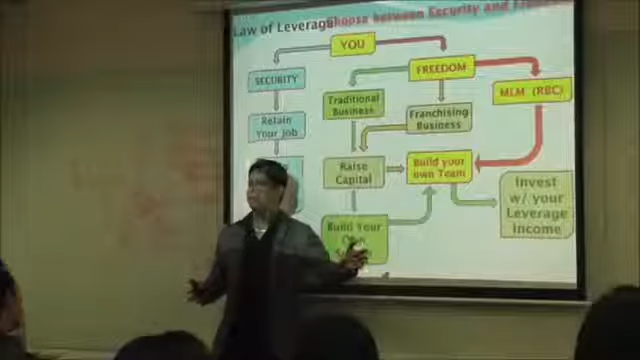 Law of Leverage
Choose between Security and
YOU
SECURITY
FREEDOM
MLM (RBC)
Traditional
Business
Franchising
Business
Retain
Your Job
Raise
Capital
Build your
own Team
Invest
w/ your
Leverage
income
Build Your